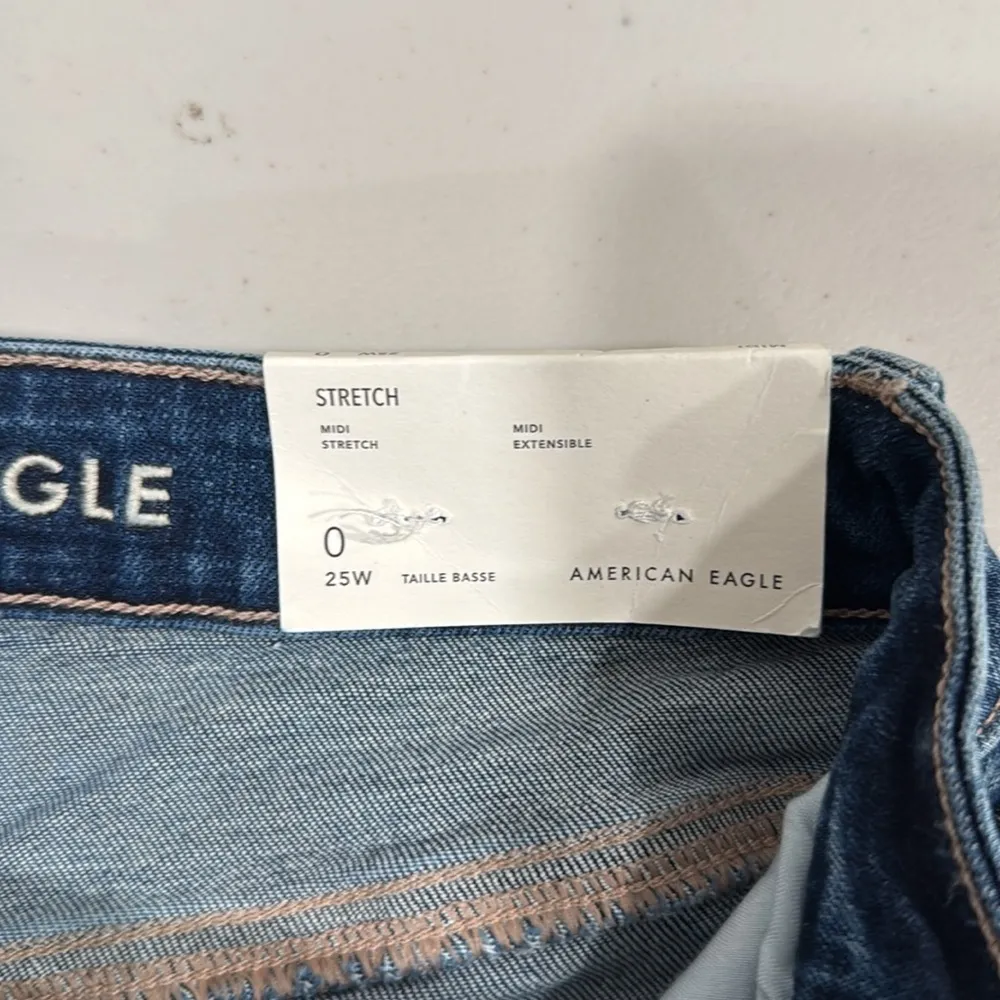 GLE
STRETCH
MIDI
STRETCH
MIDI
EXTENSIBLE
0
25W TAILLE BASSE
AMERICAN EAGLE